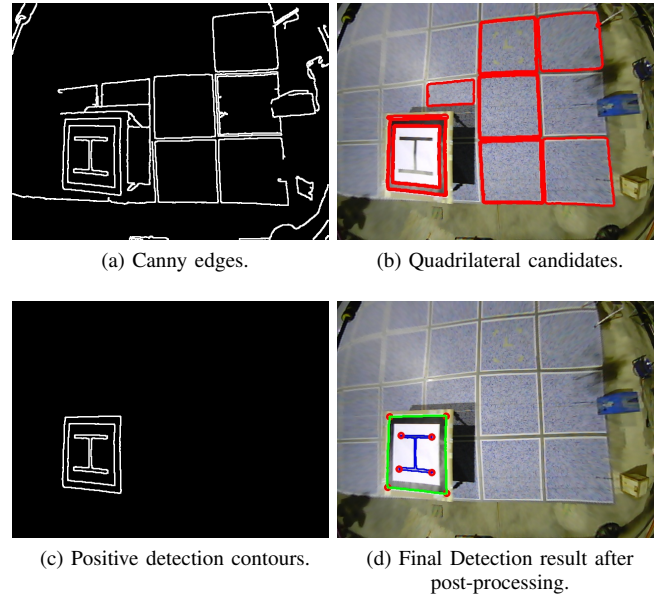 (a) Canny edges.
(b) Quadrilateral candidates.
(c) Positive detection contours.
(d) Final Detection result after
post-processing.